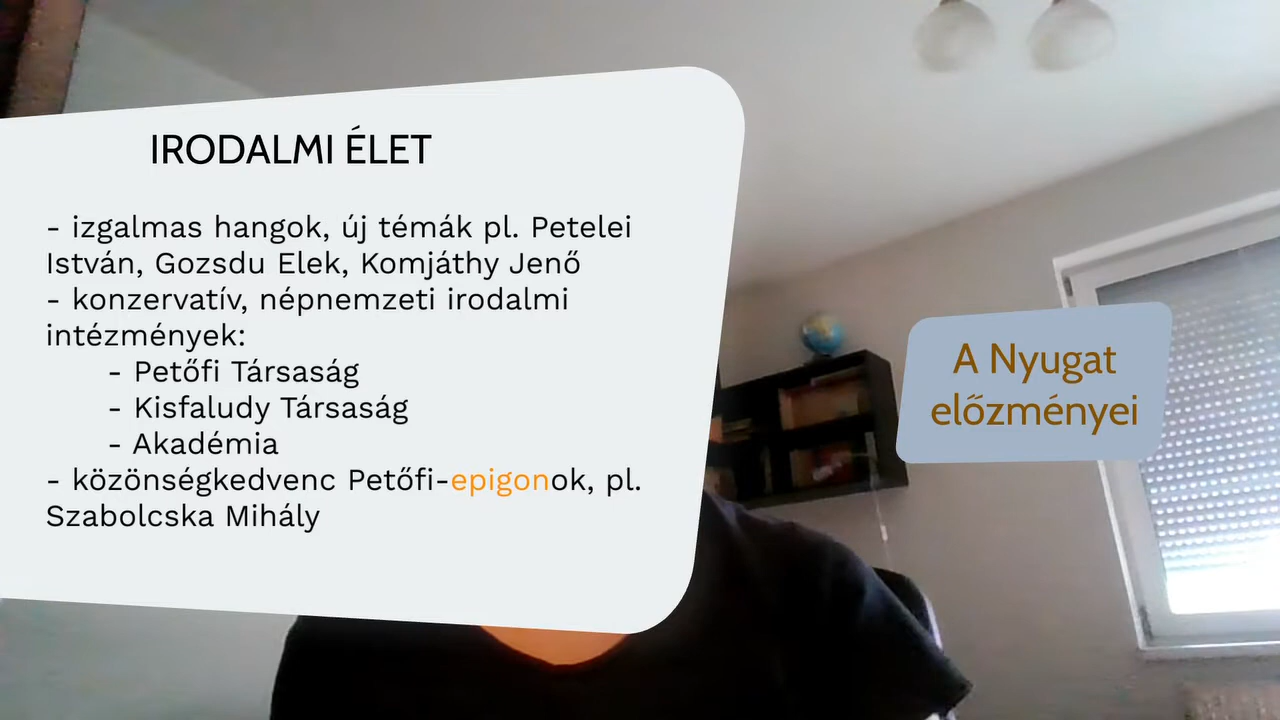 IRODALMI ÉLET
- izgalmas hangok, új témák pl. Petelei
István, Gozsdu Elek, Komjáthy Jenő
- konzervatív, népnemzeti irodalmi
intézmények:
- Petőfi Társaság
- Kisfaludy Társaság
- Akadémia
- közönségkedvenc Petőfi-epigonok, pl.
Szabolcska Mihály
A Nyugat
előzményei